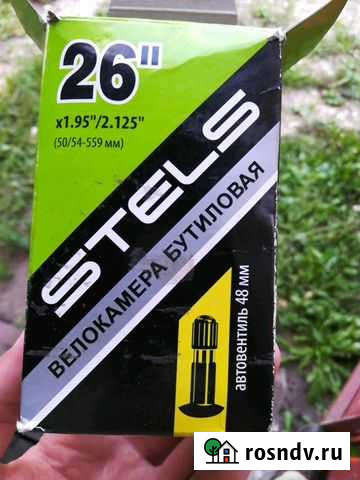 26"
x1.95"/2.125"
(50/54-559 мм)
STELS
ВЕЛОКАМЕРА БУТИЛОВАЯ
автовентиль 48 мм
rosndv.ru